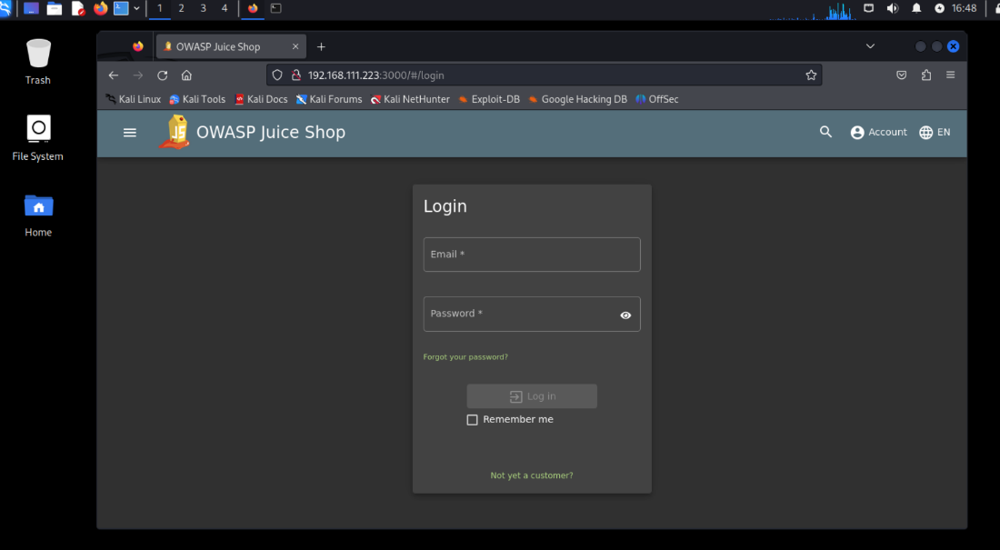 1 2 3 4 16:48
Trash
File System
Home
OWASP Juice Shop
192.168.111.223:3000/#/login
Kali Linux Kali Tools Kali Docs Kali Forums Kali NetHunter Exploit-DB Google Hacking DB OffSec
JS OWASP Juice Shop Account EN
Login
Email *
Password *
Forgot your password?
Log in
Remember me
Not yet a customer?